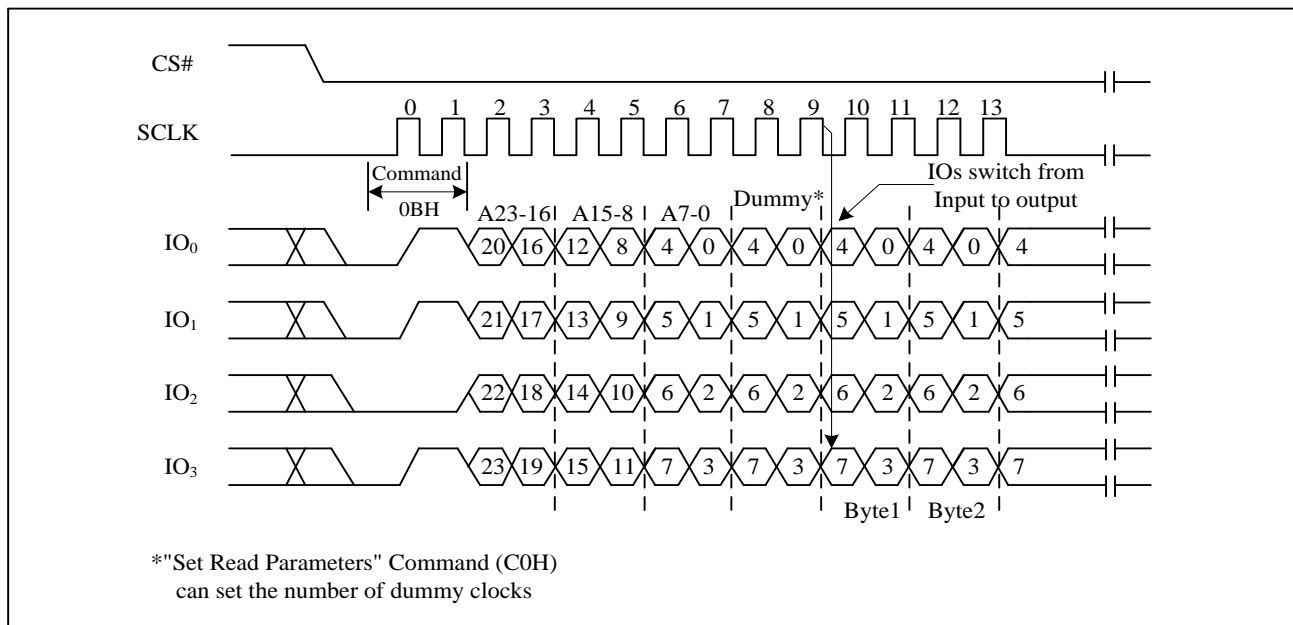 CS#
0 1 2 3 4 5 6 7 8 9 10 11 12 13
SCLK
Command
0BH
IOs switch from
Input to output
Dummy*
A23-16 A15-8 A7-0
IO0 20 16 12 8 4 0 4 0 4 0 4 0 4
IO1 21 17 13 9 5 1 5 1 5 1 5 1 5
IO2 22 18 14 10 6 2 6 2 6 2 6 2 6
IO3 23 19 15 11 7 3 7 3 7 3 7 3 7
Byte1 Byte2
*"Set Read Parameters" Command (C0H)
can set the number of dummy clocks